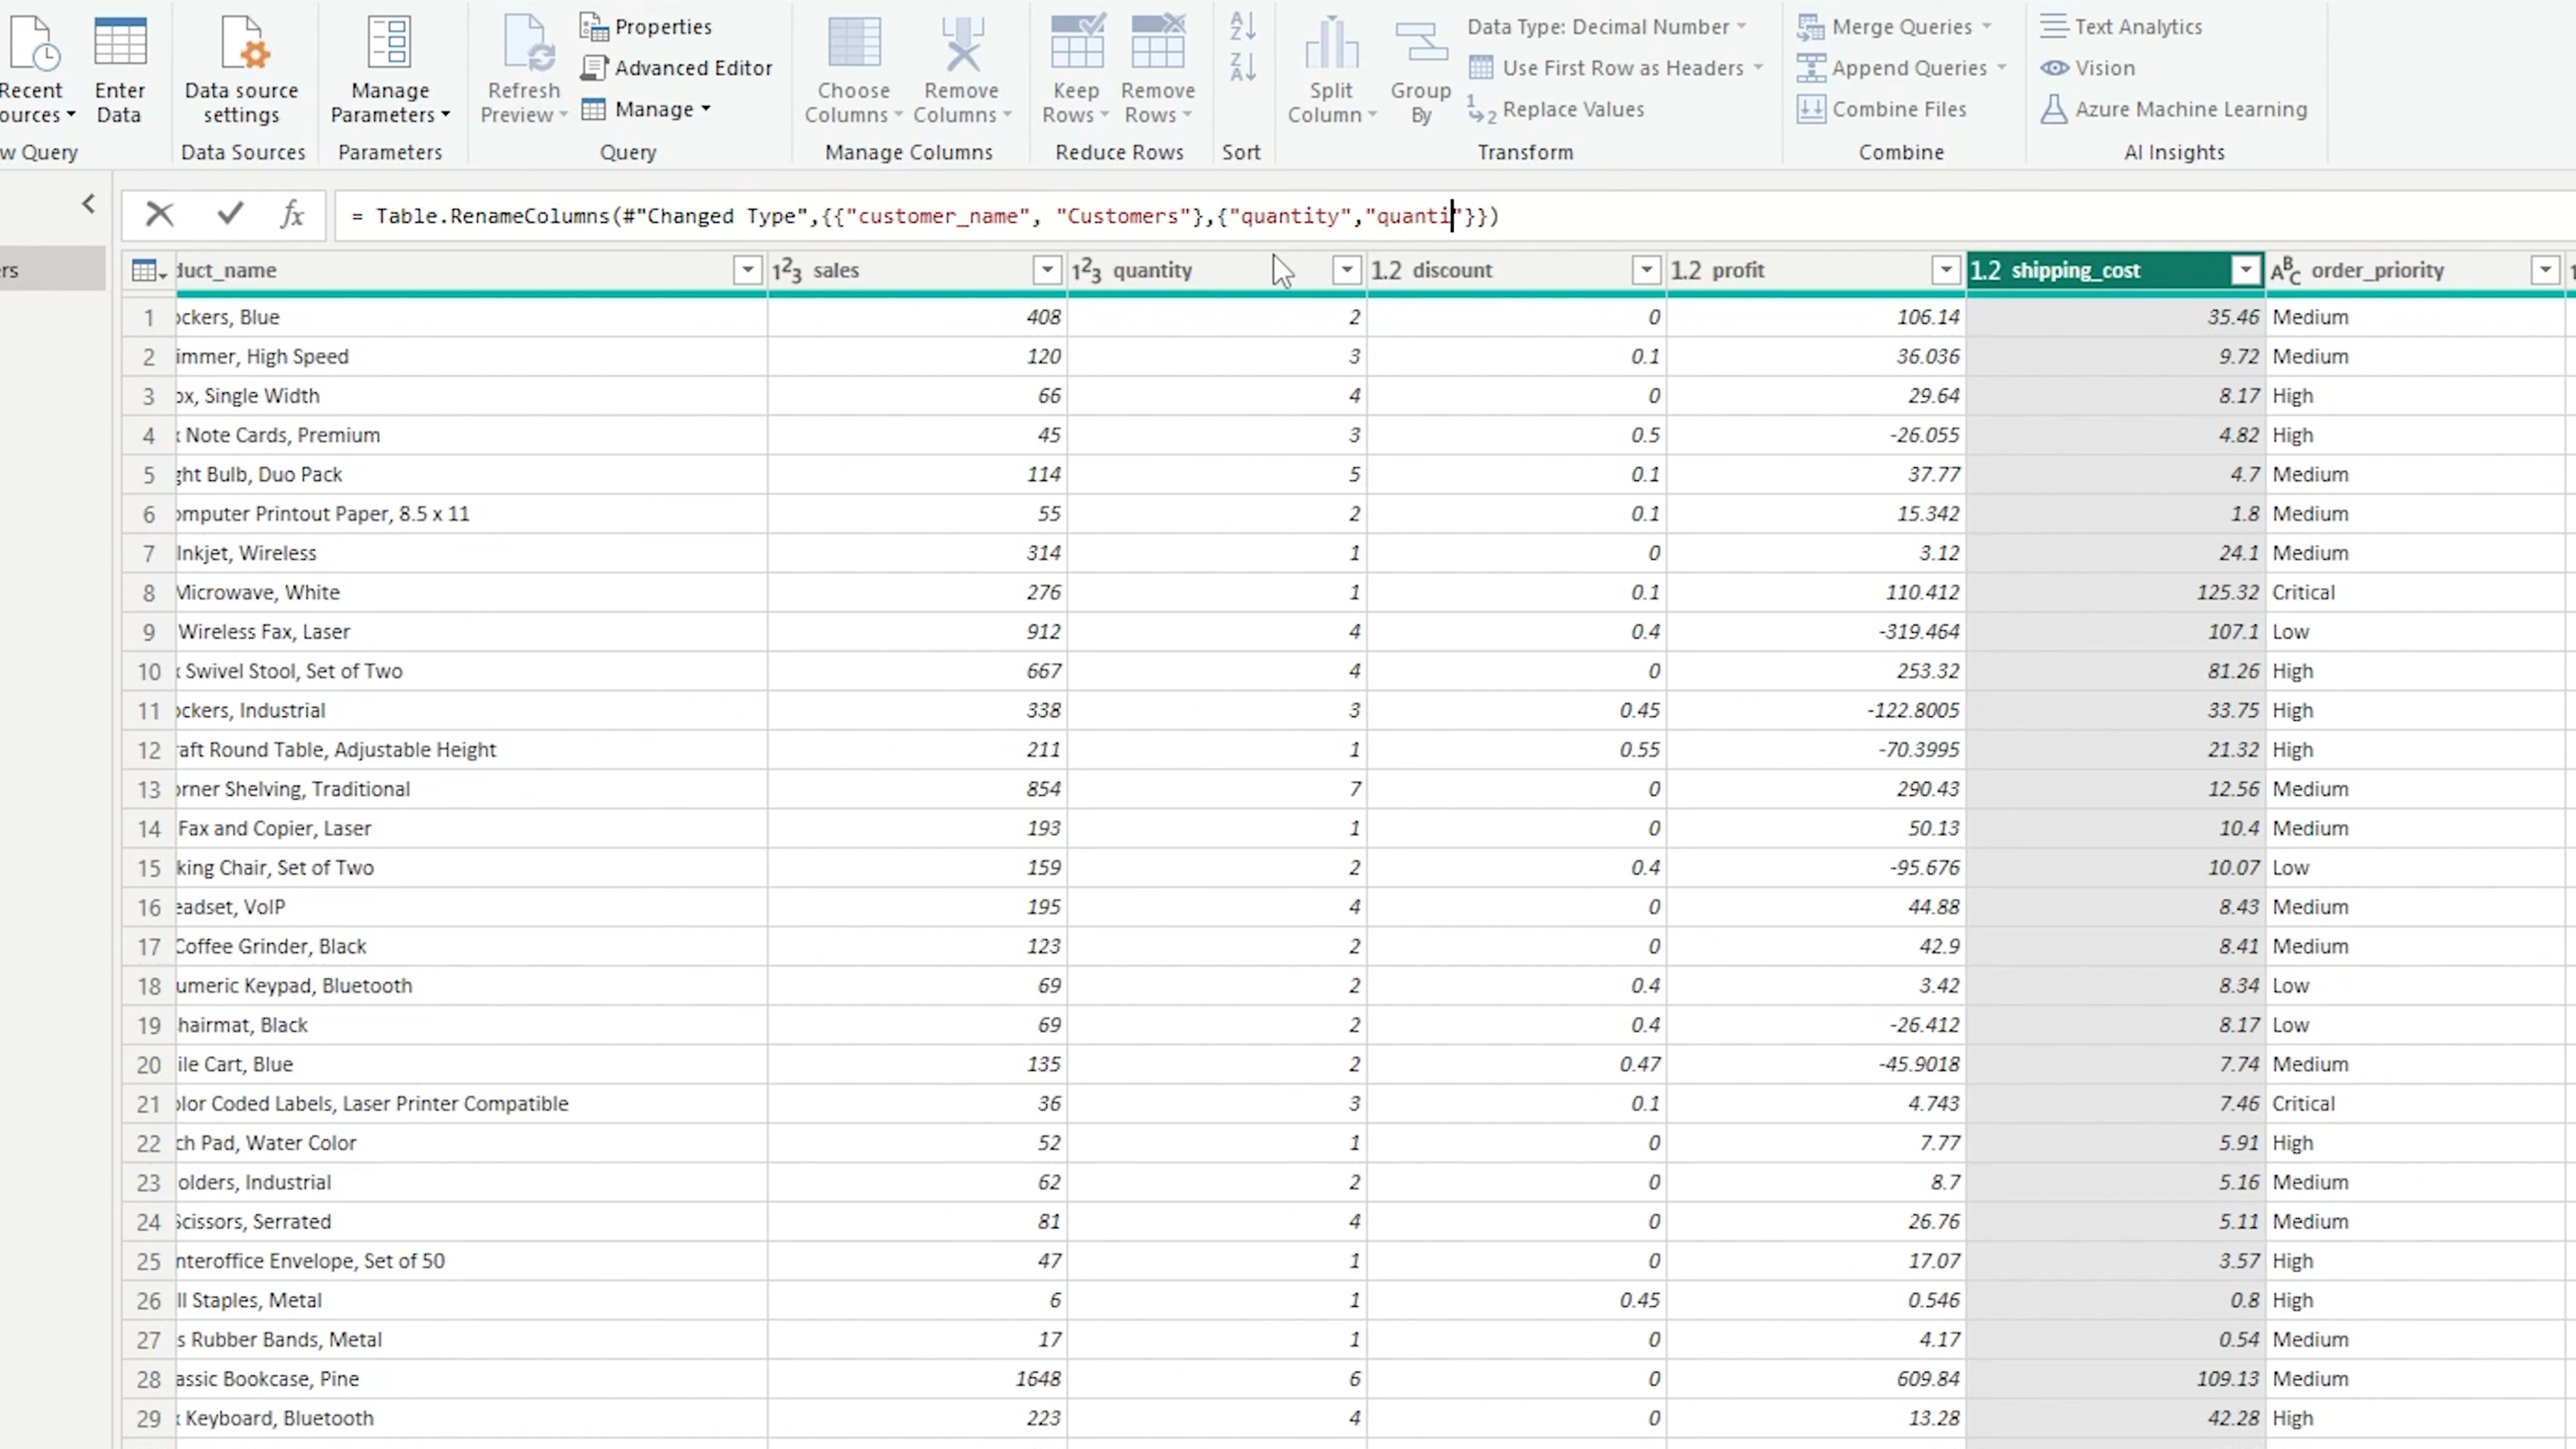 Recent
ources
Enter
Data
Data source
settings
Manage
Parameters
Refresh
Preview
Properties
Advanced Editor
Manage
Choose
Columns
Remove
Columns
Keep
Rows
Remove
Rows
A
Z
Z
A
Split
Column
Group
By
Data Type: Decimal Number
Use First Row as Headers
1
2
Replace Values
Merge Queries
Append Queries
Combine Files
Text Analytics
Vision
Azure Machine Learning
w Query
Data Sources
Parameters
Query
Manage Columns
Reduce Rows
Sort
Transform
Combine
AI Insights
fx = Table.RenameColumns(#"Changed Type",{{"customer_name", "Customers"},{"quantity","quanti"}})
rs
duct_name 123 sales 123 quantity 1.2 discount 1.2 profit 1.2 shipping_cost ABC order_priority
1 ockers, Blue 408 2 0 106.14 35.46 Medium
2 immer, High Speed 120 3 0.1 36.036 9.72 Medium
3 ox, Single Width 66 4 0 29.64 8.17 High
4 Note Cards, Premium 45 3 0.5 -26.055 4.82 High
5 ght Bulb, Duo Pack 114 5 0.1 37.77 4.7 Medium
6 omputer Printout Paper, 8.5 x 11 55 2 0.1 15.342 1.8 Medium
7 Inkjet, Wireless 314 1 0 3.12 24.1 Medium
8 Microwave, White 276 1 0.1 110.412 125.32 Critical
9 Wireless Fax, Laser 912 4 0.4 -319.464 107.1 Low
10 Swivel Stool, Set of Two 667 4 0 253.32 81.26 High
11 ockers, Industrial 338 3 0.45 -122.8005 33.75 High
12 raft Round Table, Adjustable Height 211 1 0.55 -70.3995 21.32 High
13 orner Shelving, Traditional 854 7 0 290.43 12.56 Medium
14 Fax and Copier, Laser 193 1 0 50.13 10.4 Medium
15 king Chair, Set of Two 159 2 0.4 -95.676 10.07 Low
16 eadset, VoIP 195 4 0 44.88 8.43 Medium
17 Coffee Grinder, Black 123 2 0 42.9 8.41 Medium
18 umeric Keypad, Bluetooth 69 2 0.4 3.42 8.34 Low
19 hairmat, Black 69 2 0.4 -26.412 8.17 Low
20 ile Cart, Blue 135 2 0.47 -45.9018 7.74 Medium
21 olor Coded Labels, Laser Printer Compatible 36 3 0.1 4.743 7.46 Critical
22 ch Pad, Water Color 52 1 0 7.77 5.91 High
23 olders, Industrial 62 2 0 8.7 5.16 Medium
24 Scissors, Serrated 81 4 0 26.76 5.11 Medium
25 nteroffice Envelope, Set of 50 47 1 0 17.07 3.57 High
26 ll Staples, Metal 6 1 0.45 0.546 0.8 High
27 s Rubber Bands, Metal 17 1 0 4.17 0.54 Medium
28 assic Bookcase, Pine 1648 6 0 609.84 109.13 Medium
29 Keyboard, Bluetooth 223 4 0 13.28 42.28 High